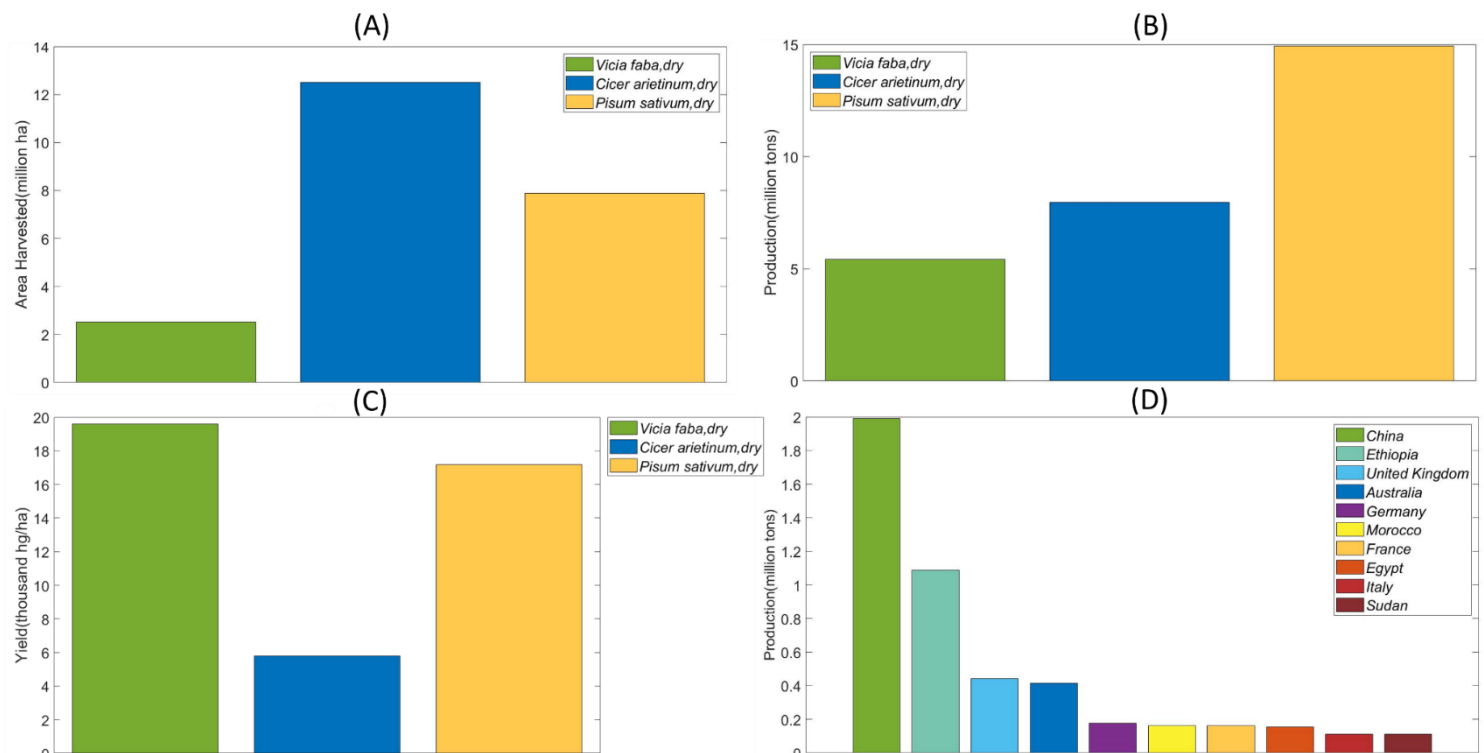 (A)
Area Harvested(million ha)
14
12
10
8
6
4
2
0
Vicia faba,dry
Cicer arietinum,dry
Pisum sativum,dry
(B)
Production(million tons)
15
10
5
0
Vicia faba,dry
Cicer arietinum,dry
Pisum sativum,dry
(C)
Yield(thousand hg/ha)
20
18
16
14
12
10
8
6
4
2
0
Vicia faba,dry
Cicer arietinum,dry
Pisum sativum,dry
(D)
Production(million tons)
2
1.8
1.6
1.4
1.2
1
0.8
0.6
0.4
0.2
0
China
Ethiopia
United Kingdom
Australia
Germany
Morocco
France
Egypt
Italy
Sudan